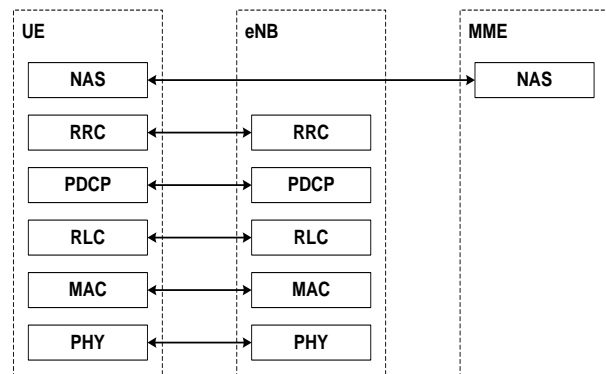 UE eNB MME
NAS NAS
RRC RRC
PDCP PDCP
RLC RLC
MAC MAC
PHY PHY